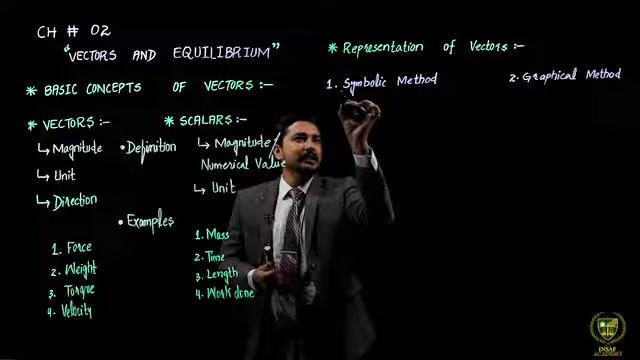 CH # 02
"VECTORS AND EQUILIBRIUM"
* BASIC CONCEPTS OF VECTORS :-
* VECTORS :-
↳ Magnitude
↳ Unit
↳ Direction
• Definition
• Examples
1. Force
2. Weight
3. Torque
4. Velocity
* SCALARS :-
↳ Magnitude
Numerical Value
↳ Unit
1. Mass
2. Time
3. Length
4. Work done
* Representation of Vectors :-
1. Symbolic Method
2. Graphical Method
INSAF
ACADEMY